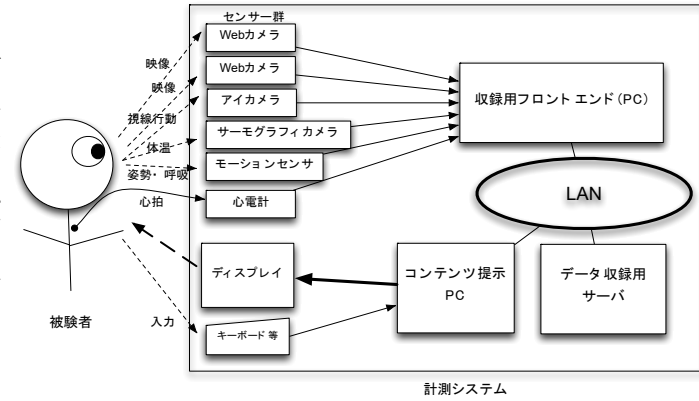 センサー群
Webカメラ
Webカメラ
アイカメラ
サーモグラフィカメラ
モーションセンサ
心電計
映像
映像
視線行動
体温
姿勢・呼吸
心拍
収録用フロントエンド(PC)
LAN
ディスプレイ
コンテンツ提示
PC
データ収録用
サーバ
キーボード等
入力
被験者
計測システム